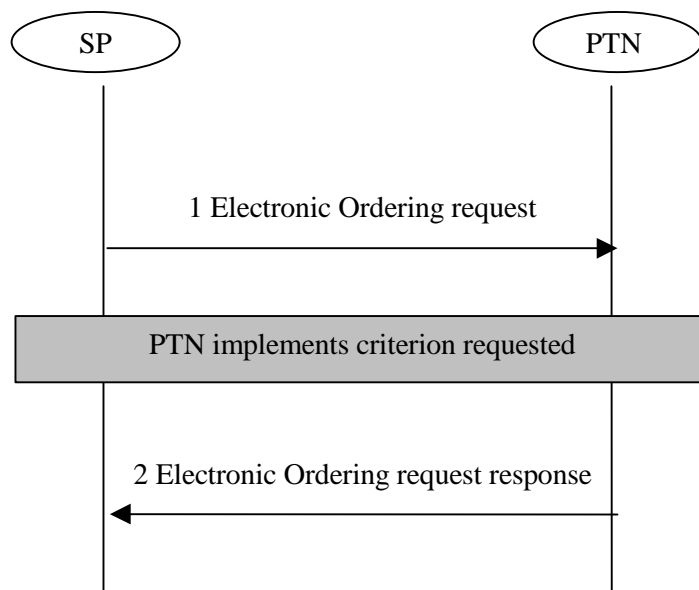 SP
PTN
1 Electronic Ordering request
PTN implements criterion requested
2 Electronic Ordering request response